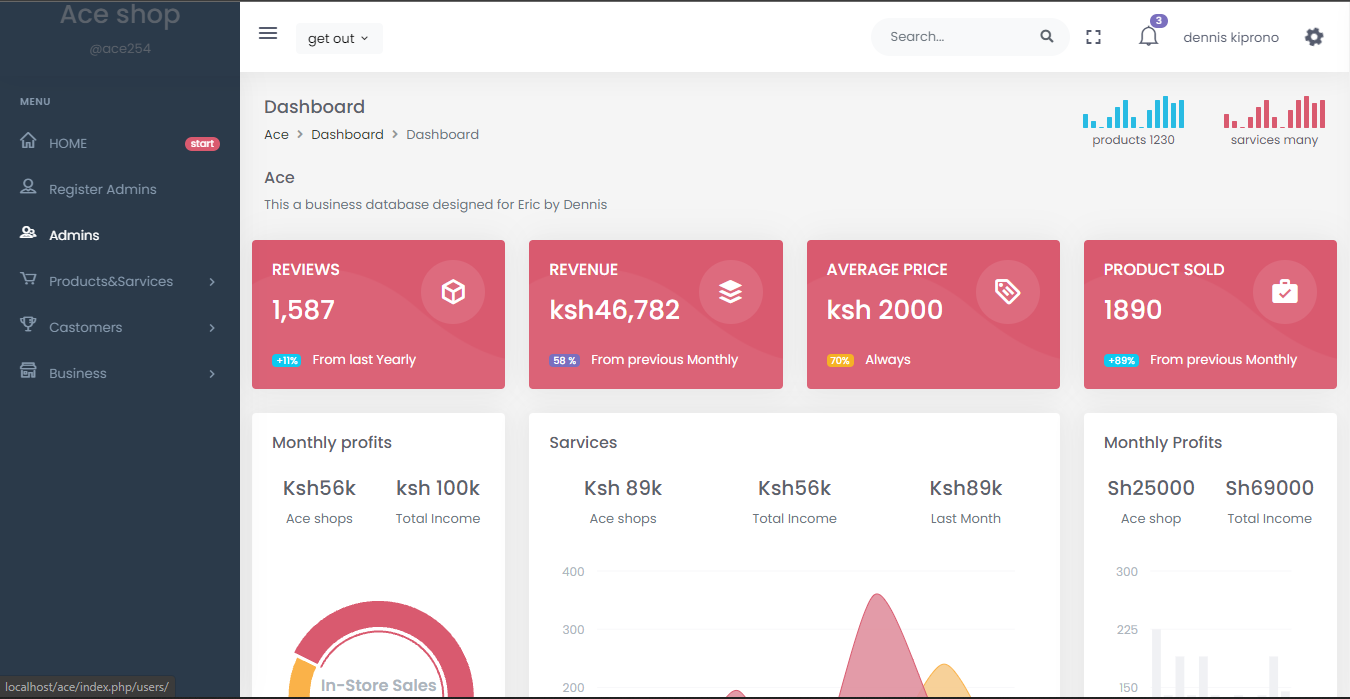 Ace shop
@ace254
MENU
HOME
start
Register Admins
Admins
Products&Sarvices
Castomers
Business
localhost/ace/index.php/users/
get out
Search...
3
dennis kiprono
Dashboard
Ace > Dashboard > Dashboard
products 1230
sarvices many
Ace
This a business database designed for Eric by Dennis
REVIEWS
1,587
+11% From last Yearly
REVENUE
ksh46,782
58 % From previous Monthly
AVERAGE PRICE
ksh 2000
70% Always
PRODUCT SOLD
1890
+89% From previous Monthly
Monthly profits
Ksh56k ksh 100k
Ace shops Total Income
In-Store Sales
Sarvices
Ksh 89k Ksh56k Ksh89k
Ace shops Total Income Last Month
400
300
200
Monthly Profits
Sh25000 Sh69000
Ace shop Total Income
300
225
150